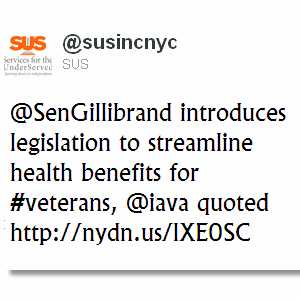 SUS
Services for the
UnderServed
@susincnyc
SUS
@SenGillibrand introduces
legislation to streamline
health benefits for
#veterans, @iava quoted
http://nydn.us/IXE0SC